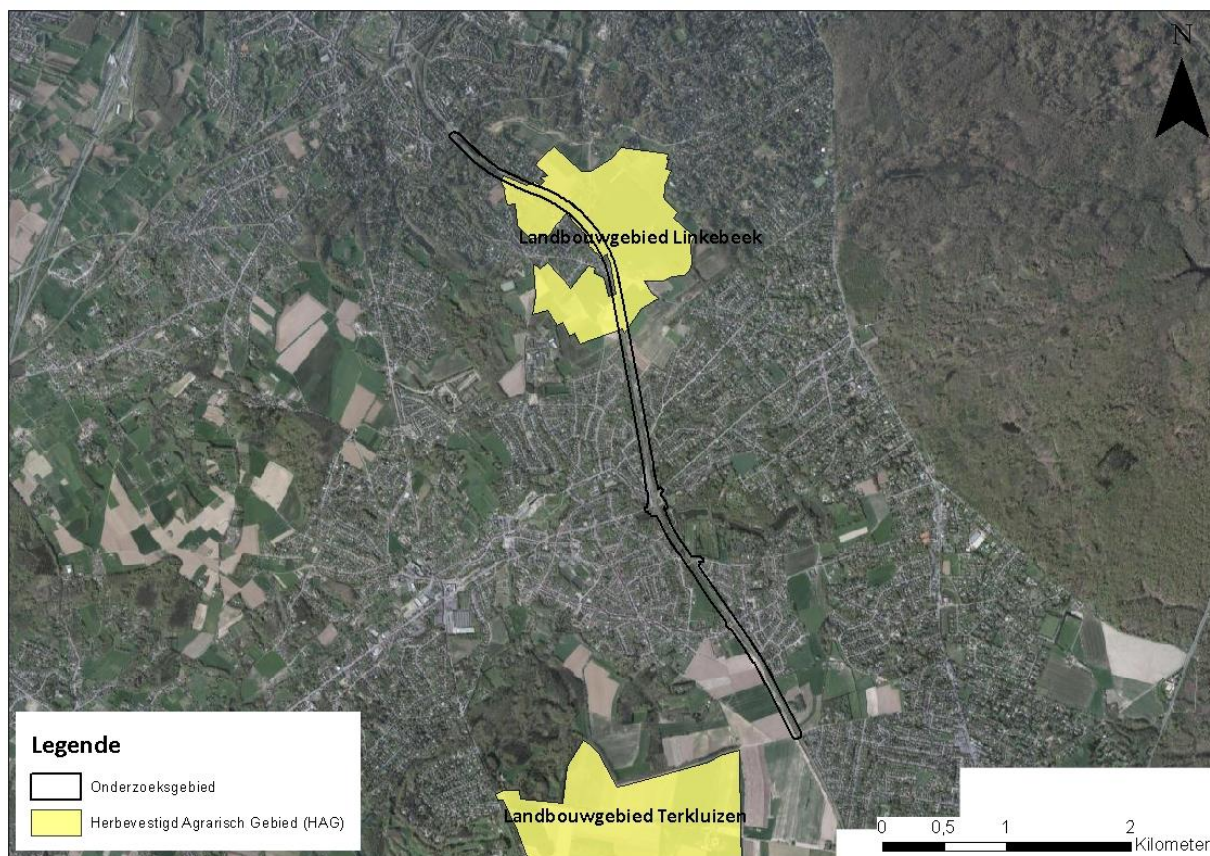 N
Landbouwgebied Linkebeek
Landbouwgebied Terkluizen
Legende
Onderzoeksgebied
Herbevestigd Agrarisch Gebied (HAG)
0 0,5 1 2
Kilometer